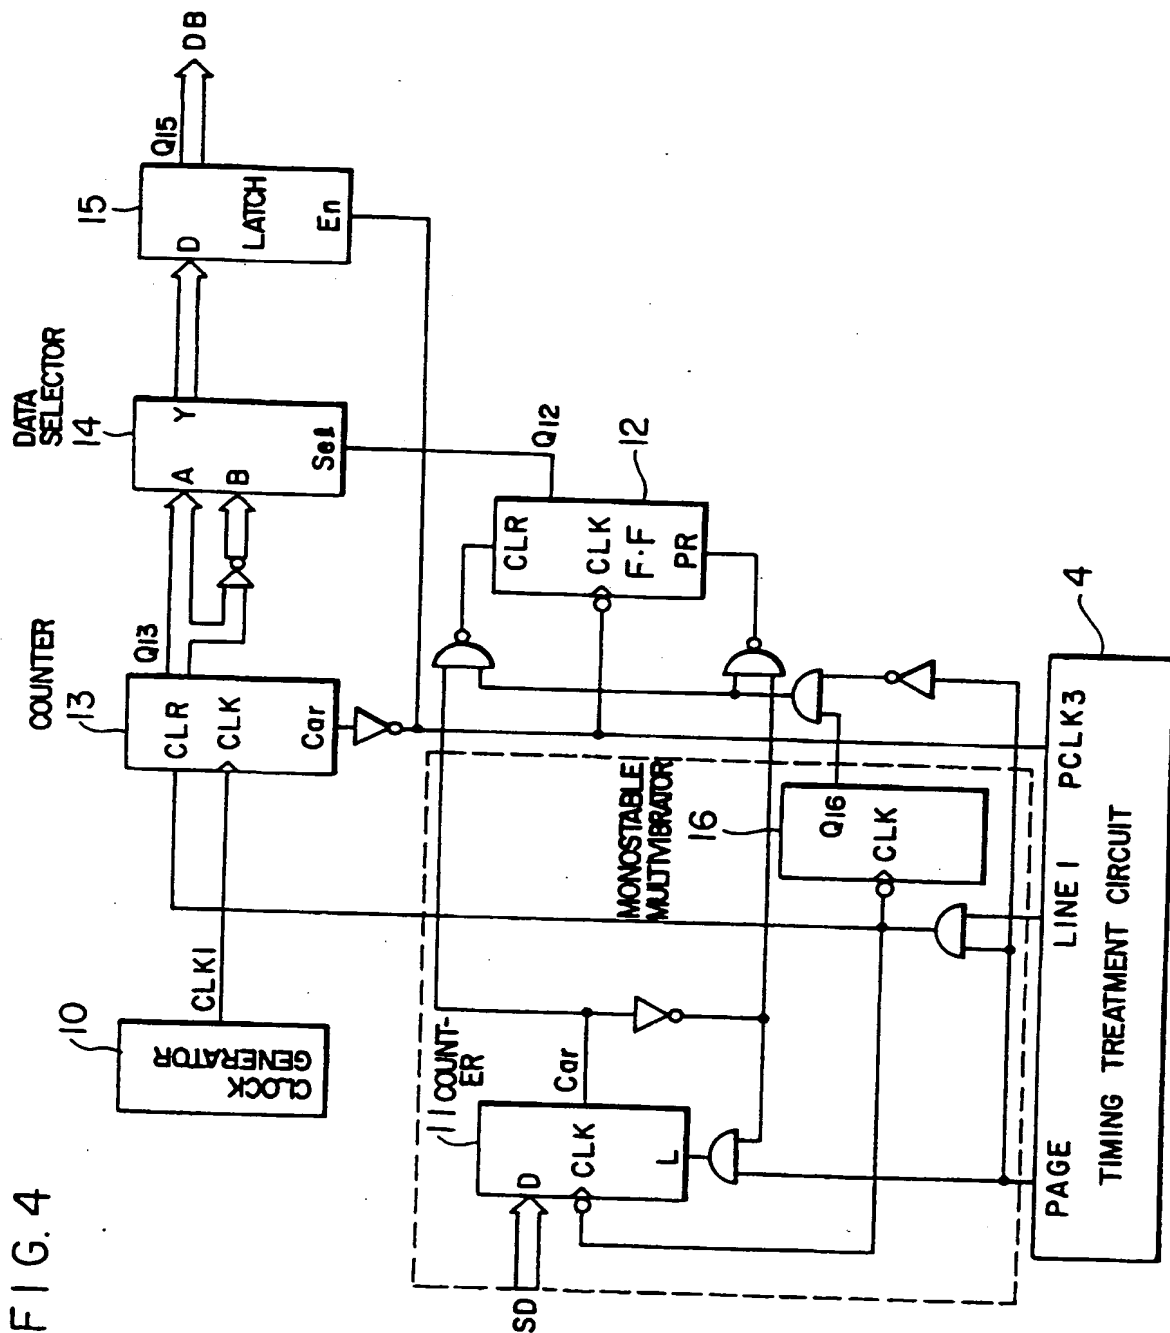 FIG. 4
10
CLOCK
GENERATOR
CLK1
COUNTER
13
CLR
CLK
Car
Q13
DATA
SELECTOR
14
A
B
Y
Sel
15
D
LATCH
En
Q15
DB
SD
11 COUNT-
ER
D
CLK
L
Car
MONOSTABLE
MULTIVIBRATOR
16
Q16
CLK
Q12
12
CLR
CLK
F·F
PR
4
PAGE
LINE 1
PCLK3
TIMING TREATMENT CIRCUIT